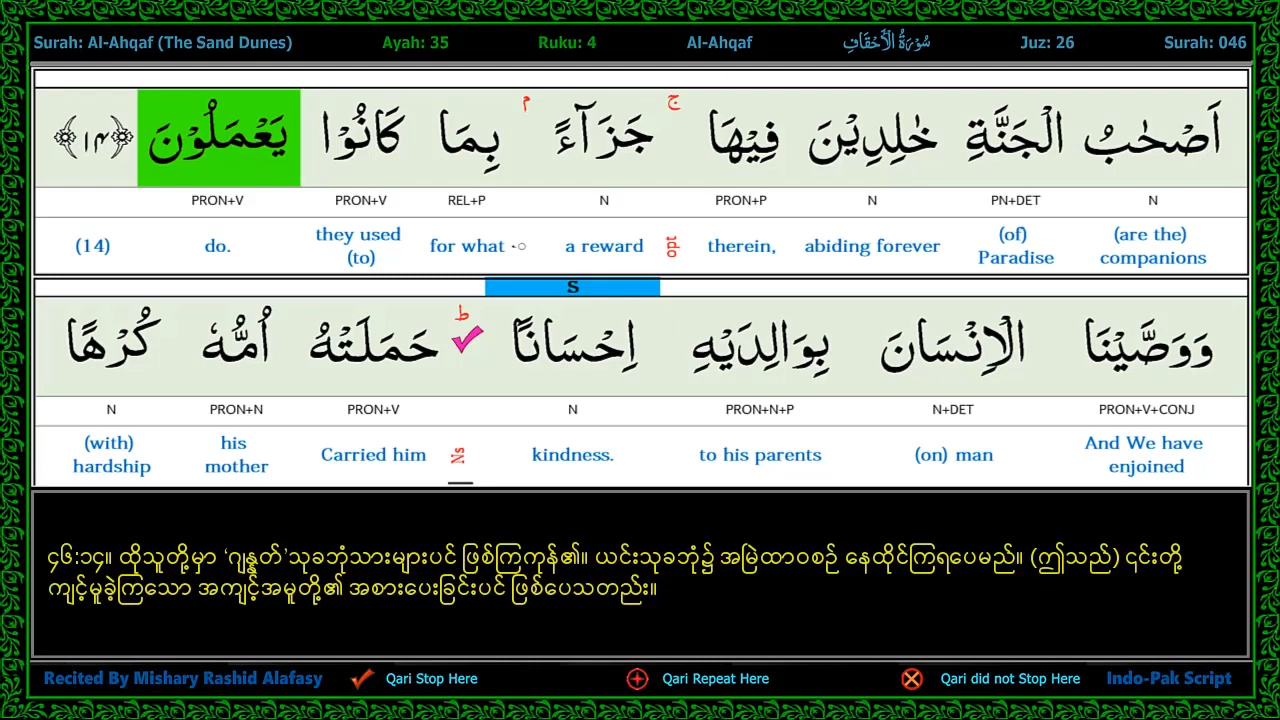 Surah: Al-Ahqaf (The Sand Dunes) Ayah: 35 Ruku: 4 Al-Ahqaf سُوْرَةُ الْأَحْقَافِ Juz: 26 Surah: 046
ج م
اَصْحٰبُ الْجَنَّةِ خٰلِدِيْنَ فِيْهَا جَزَآءً بِمَا كَانُوْا يَعْمَلُوْنَ ﴿۱۴﴾
PRON+V PRON+V REL+P N PRON+P N PN+DET N
(14) do. they used (to) for what a reward opt therein, abiding forever (of) Paradise (are the) companions
S
ط
وَوَصَّيْنَا الْاِنْسَانَ بِوَالِدَيْهِ اِحْسَانًا حَمَلَتْهُ اُمُّهٗ كُرْهًا
N PRON+N PRON+V N PRON+N+P N+DET PRON+V+CONJ
(with) hardship his mother Carried him Ns kindness. to his parents (on) man And We have enjoined
၄၆:၁၄။ ထိုသူတို့မှာ ‘ဂျန္နတ်’သုခဘုံသားများပင် ဖြစ်ကြကုန်၏။ ယင်းသုခဘုံ၌ အမြဲထာဝစဉ် နေထိုင်ကြရပေမည်။ (ဤသည်) ၎င်းတို့
ကျင့်မူခဲ့ကြသော အကျင့်အမူတို့၏ အစားပေးခြင်းပင် ဖြစ်ပေသတည်း။
Recited By Mishary Rashid Alafasy Qari Stop Here Qari Repeat Here Qari did not Stop Here Indo-Pak Script